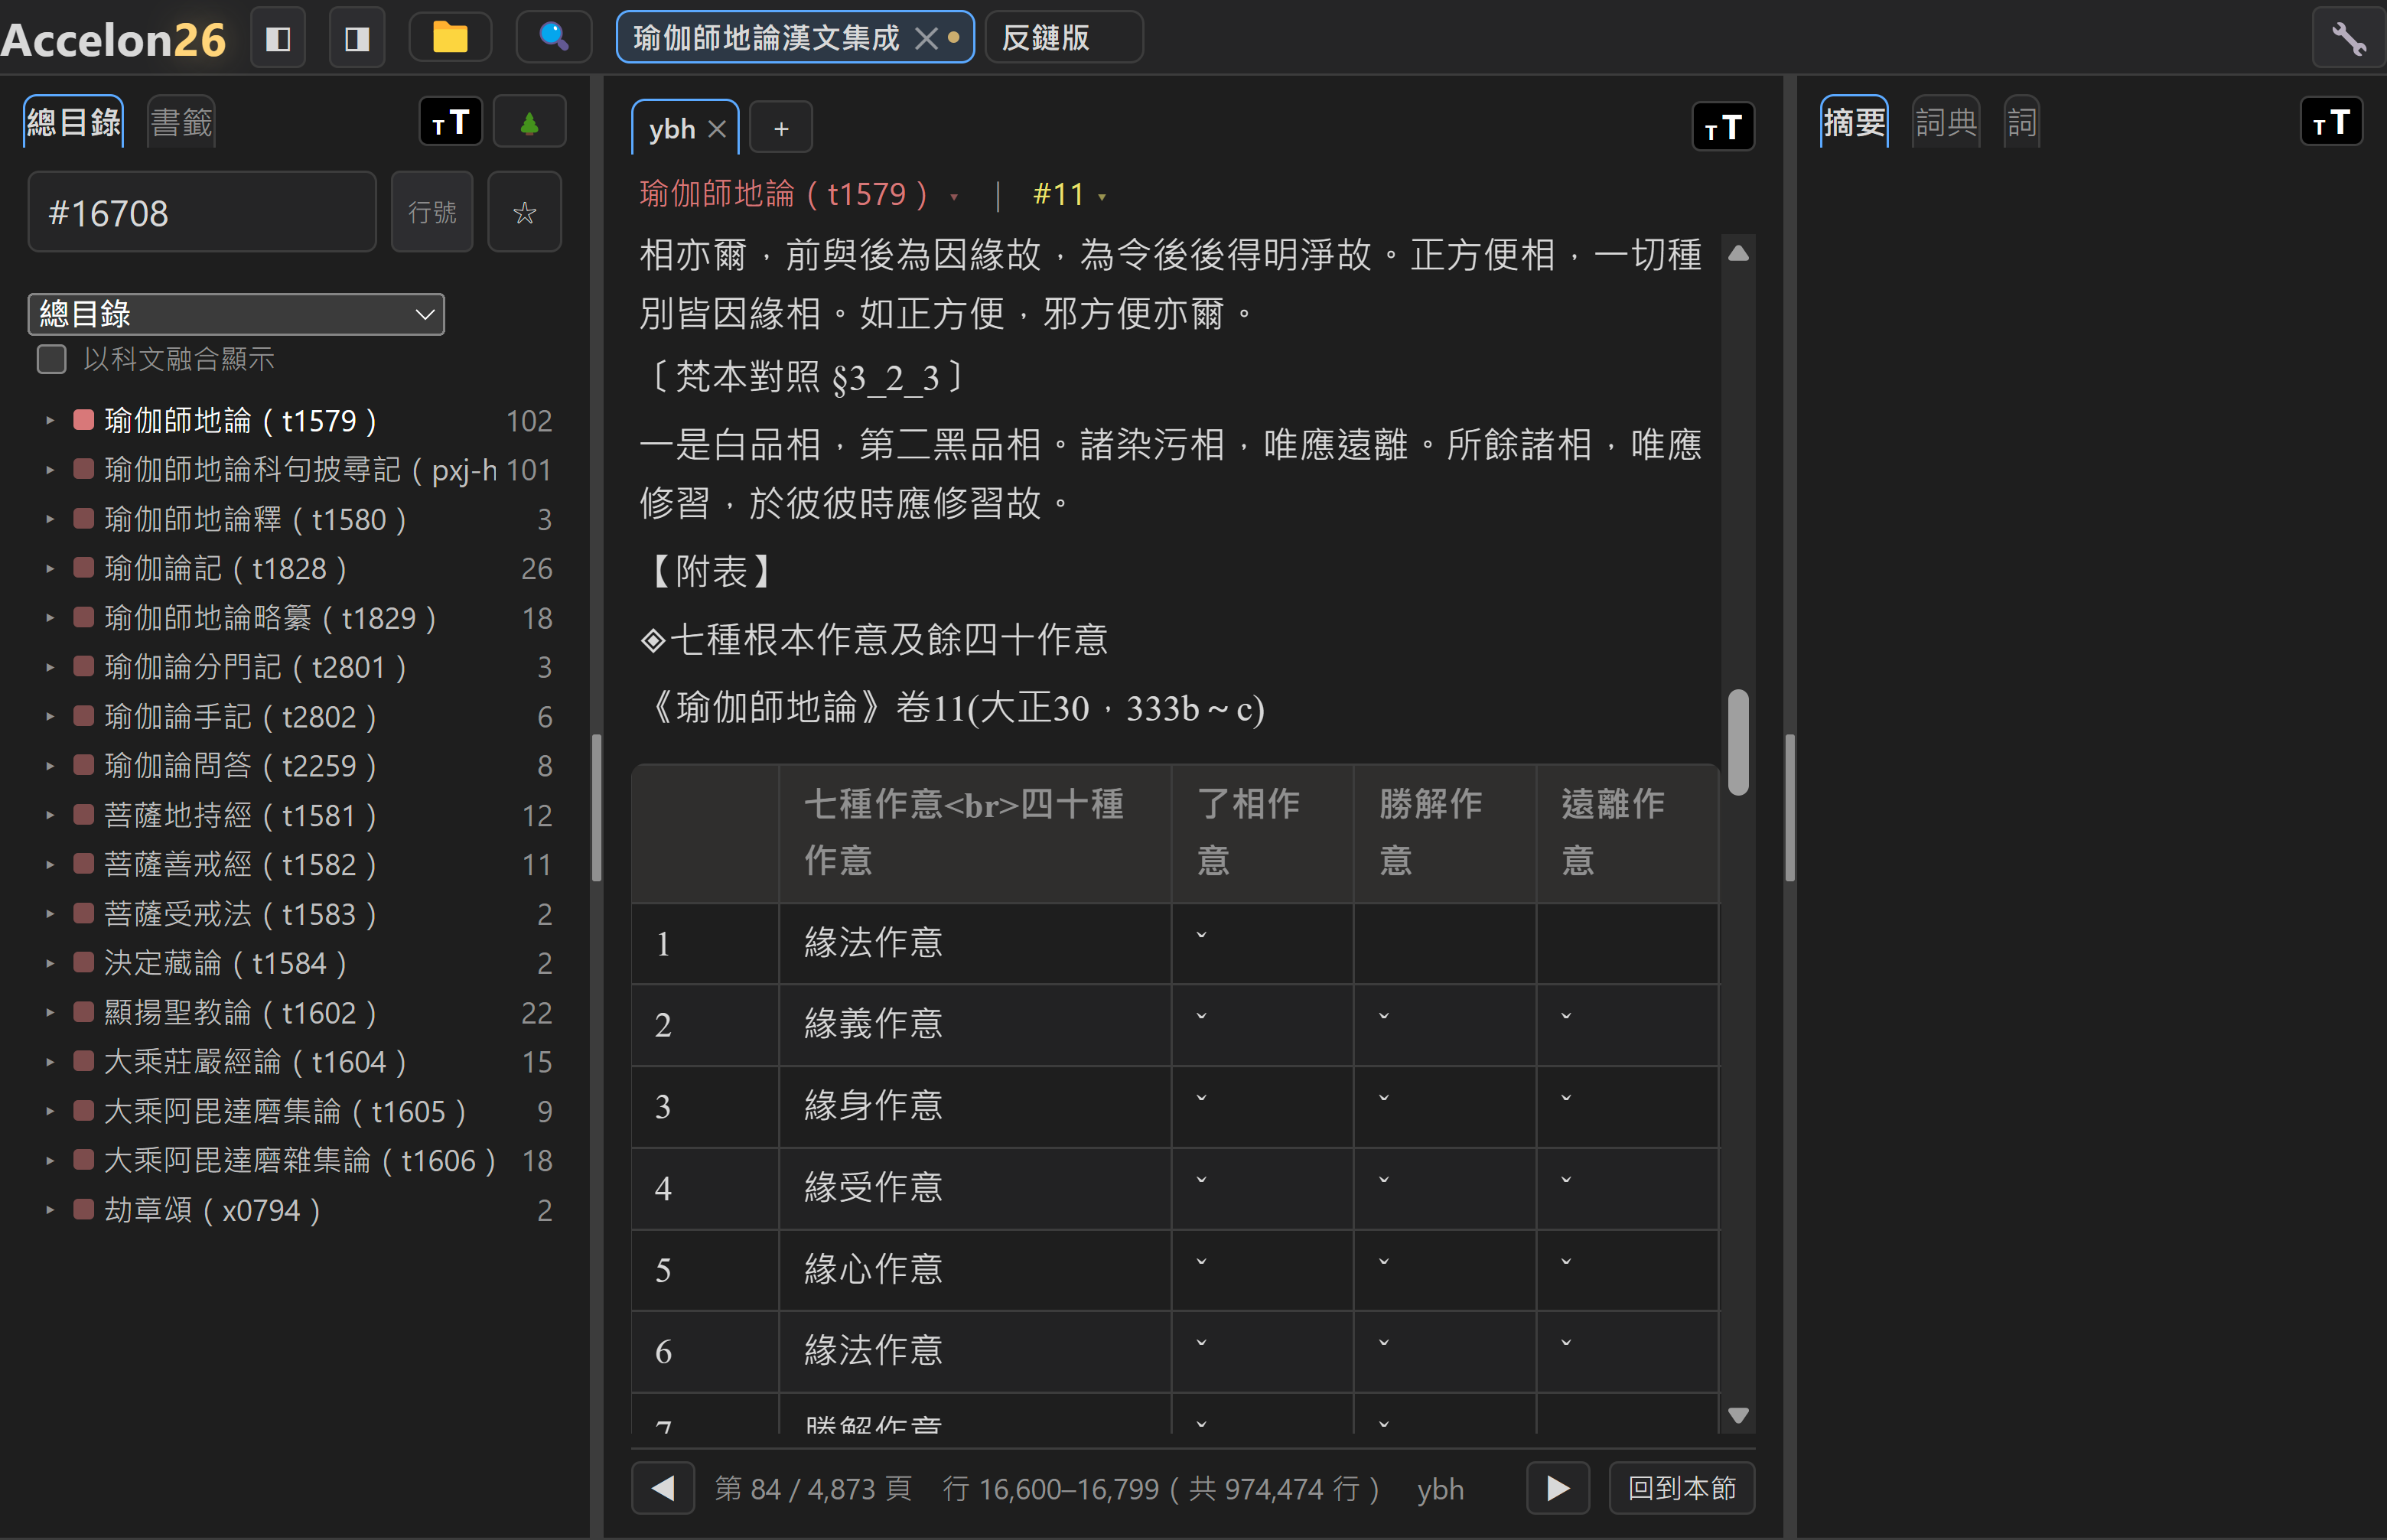 Accelon26
瑜伽師地論漢文集成
反鏈版
總目錄 書籤
TT
#16708 行號 ☆
總目錄
以科文融合顯示
瑜伽師地論(t1579) 102
瑜伽師地論科句披尋記(pxj-h 101
瑜伽師地論釋(t1580) 3
瑜伽論記(t1828) 26
瑜伽師地論略纂(t1829) 18
瑜伽論分門記(t2801) 3
瑜伽論手記(t2802) 6
瑜伽論問答(t2259) 8
菩薩地持經(t1581) 12
菩薩善戒經(t1582) 11
菩薩受戒法(t1583) 2
決定藏論(t1584) 2
顯揚聖教論(t1602) 22
大乘莊嚴經論(t1604) 15
大乘阿毘達磨集論(t1605) 9
大乘阿毘達磨雜集論(t1606) 18
劫章頌(x0794) 2
ybh × +
TT
瑜伽師地論(t1579) | #11
相亦爾,前與後為因緣故,為令後後得明淨故。正方便相,一切種
別皆因緣相。如正方便,邪方便亦爾。
〔梵本對照 §3_2_3〕
一是白品相,第二黑品相。諸染污相,唯應遠離。所餘諸相,唯應
修習,於彼彼時應修習故。
【附表】
◈七種根本作意及餘四十作意
《瑜伽師地論》卷11(大正30,333b~c)
七種作意<br>四十種作意 了相作意 勝解作意 遠離作意
1 緣法作意 ˇ
2 緣義作意 ˇ ˇ ˇ
3 緣身作意 ˇ ˇ ˇ
4 緣受作意 ˇ ˇ ˇ
5 緣心作意 ˇ ˇ ˇ
6 緣法作意 ˇ ˇ ˇ
7 勝解作意 ˇ ˇ
第 84 / 4,873 頁 行 16,600–16,799(共 974,474 行) ybh
回到本節
摘要 詞典 詞
TT